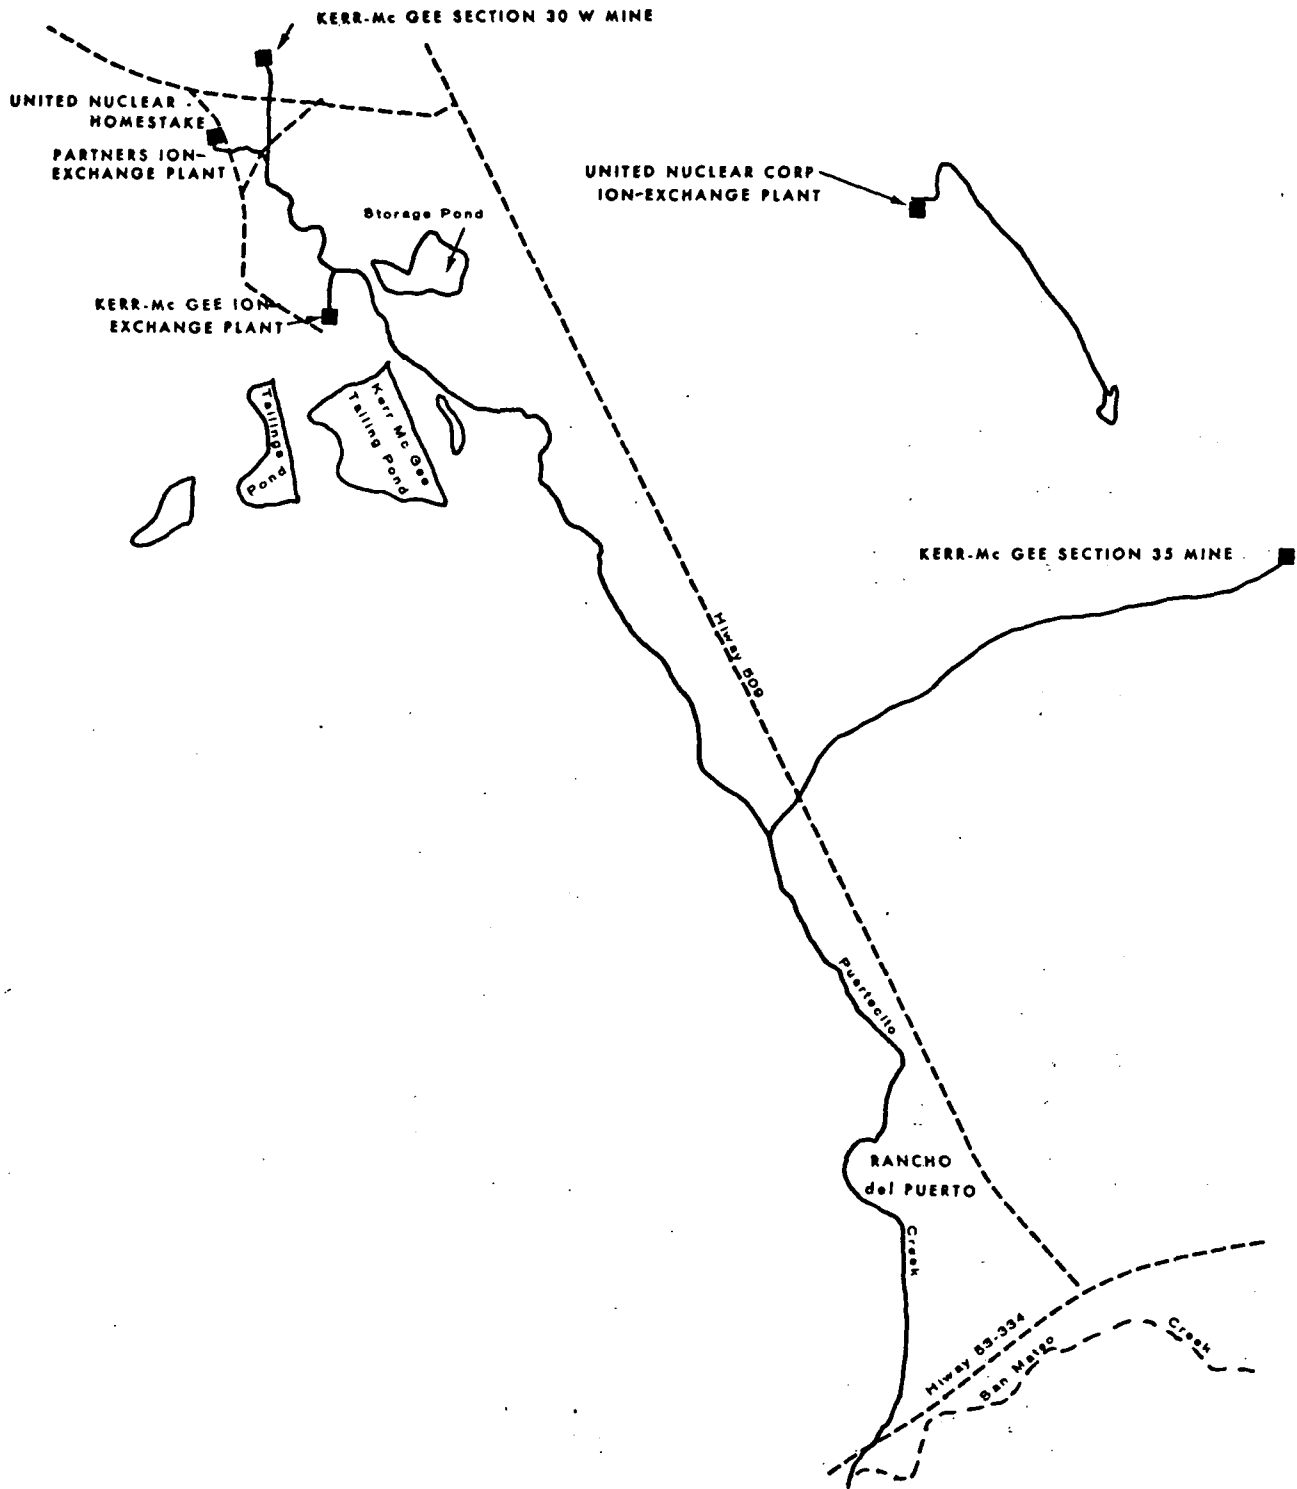 KERR-Mc GEE SECTION 30 W MINE
UNITED NUCLEAR -
HOMESTAKE
PARTNERS ION-
EXCHANGE PLANT
UNITED NUCLEAR CORP
ION-EXCHANGE PLANT
Storage Pond
KERR-Mc GEE ION-
EXCHANGE PLANT
Tailings
Pond
Kerr Mc Gee
Tailing Pond
KERR-Mc GEE SECTION 35 MINE
Hiway 509
Puertecito
RANCHO
del PUERTO
Creek
Hiway 53-334
San Mateo
Creek